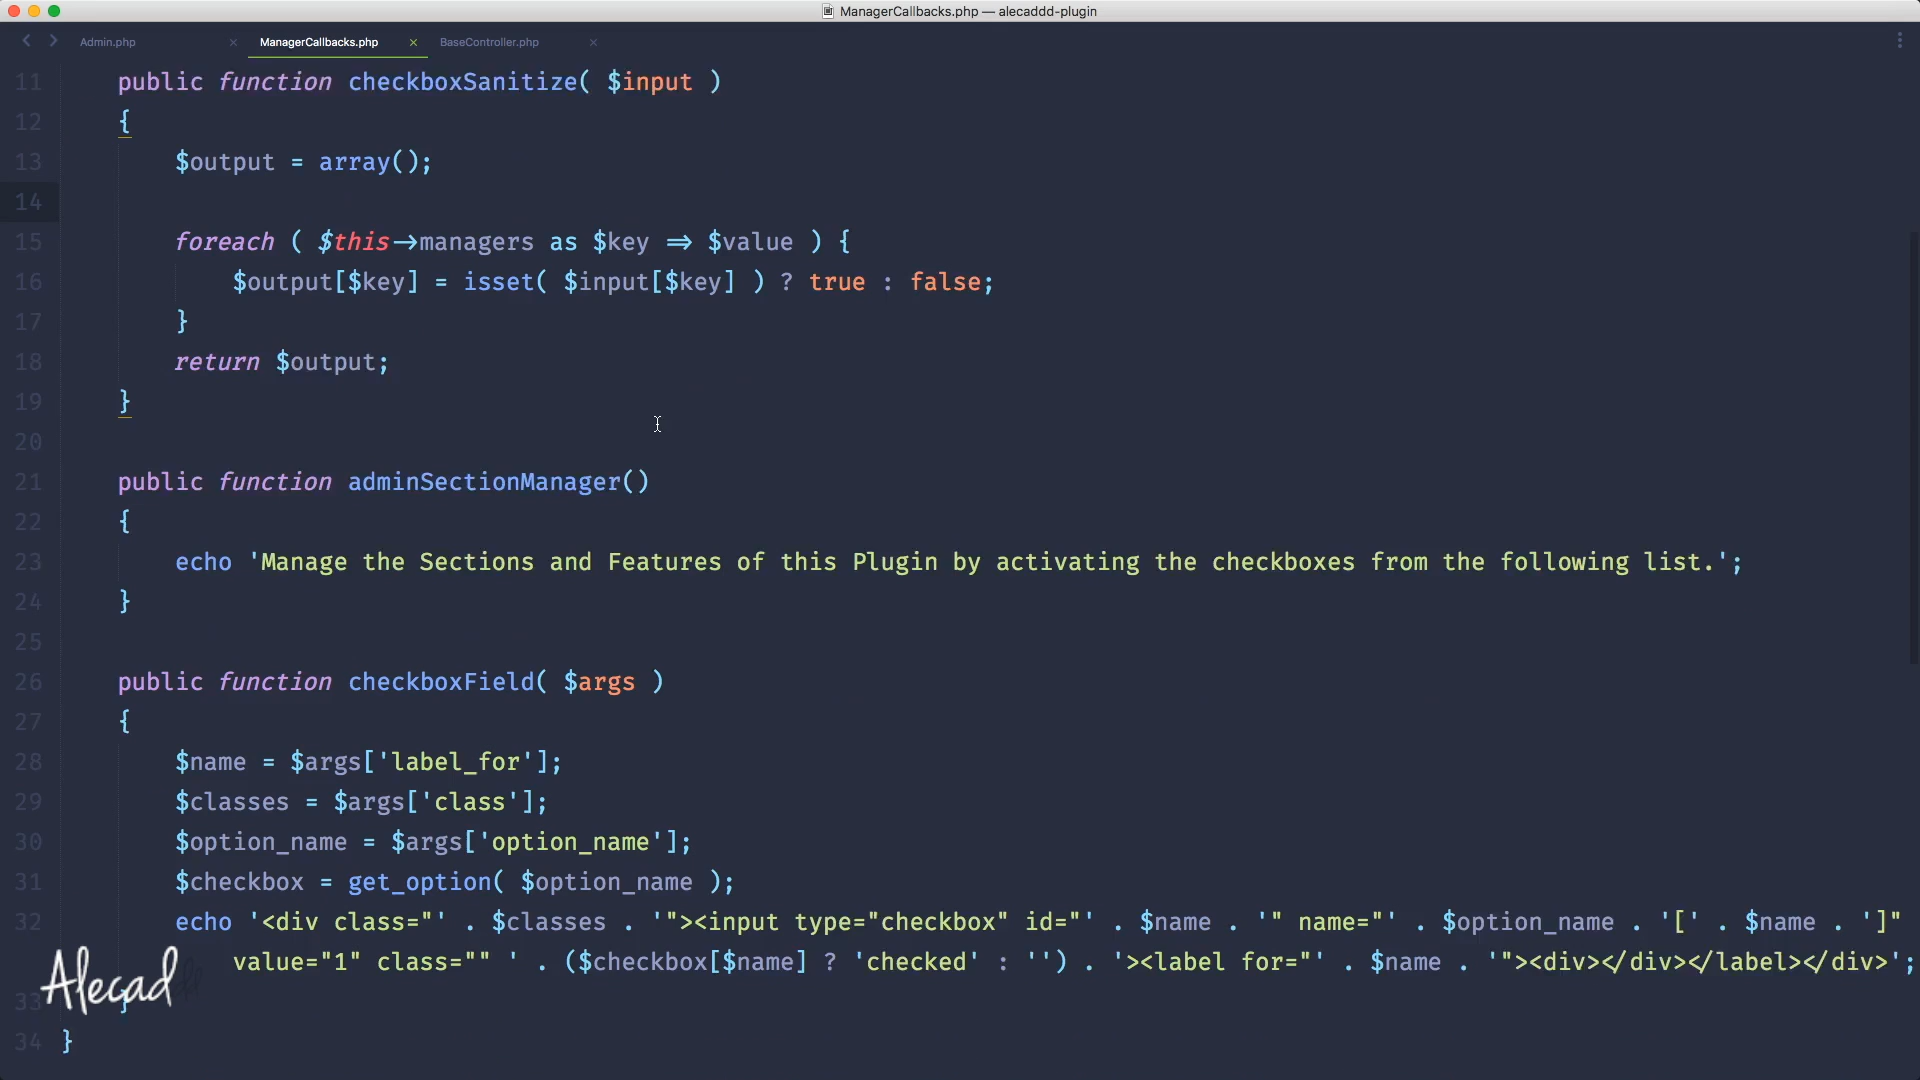 ManagerCallbacks.php — alecaddd-plugin
Admin.php × ManagerCallbacks.php × BaseController.php ×
11 public function checkboxSanitize( $input )
12 {
13 $output = array();
14
15 foreach ( $this->managers as $key => $value ) {
16 $output[$key] = isset( $input[$key] ) ? true : false;
17 }
18 return $output;
19 }
20
21 public function adminSectionManager()
22 {
23 echo 'Manage the Sections and Features of this Plugin by activating the checkboxes from the following list.';
24 }
25
26 public function checkboxField( $args )
27 {
28 $name = $args['label_for'];
29 $classes = $args['class'];
30 $option_name = $args['option_name'];
31 $checkbox = get_option( $option_name );
32 echo '<div class="' . $classes . '"><input type="checkbox" id="' . $name . '" name="' . $option_name . '[' . $name . ']"
value="1" class="" ' . ($checkbox[$name] ? 'checked' : '') . '><label for="' . $name . '"><div></div></label></div>';
Alecad
33 }
34 }